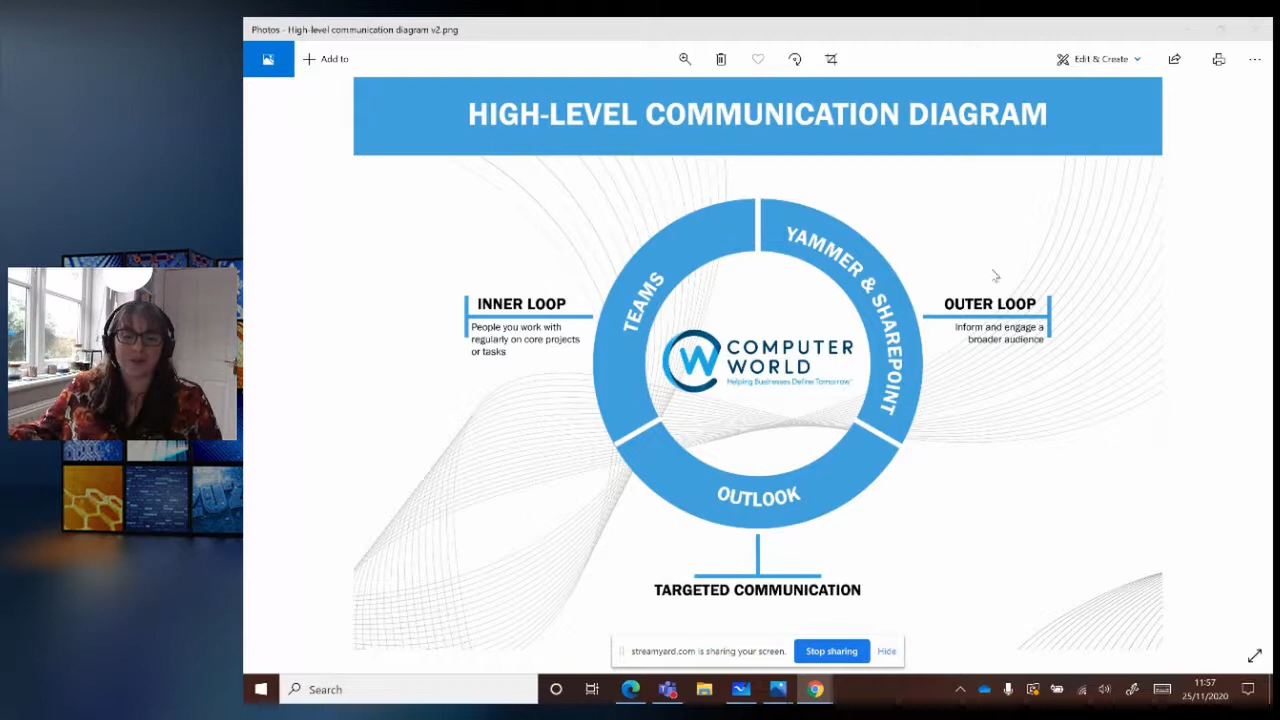 Photos - High-level communication diagram v2.png
Add to
Edit & Create
HIGH-LEVEL COMMUNICATION DIAGRAM
TEAMS
YAMMER & SHAREPOINT
INNER LOOP
People you work with
regularly on core projects
or tasks
OUTER LOOP
Inform and engage a
broader audience
CW COMPUTER
WORLD
Helping Businesses Define Tomorrow
OUTLOOK
TARGETED COMMUNICATION
streamyard.com is sharing your screen.
Stop sharing
Hide
Search
11:57
25/11/2020